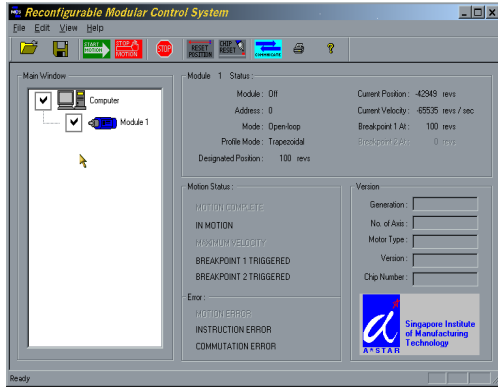 Reconfigurable Modular Control System
File Edit View Help
START MOTION STOP MOTION STOP RESET POSITION CHIP RESET COMMUNICATE
Main Window
Computer
Module 1
Module 1 Status :
Module : Off
Address : 0
Mode : Open-loop
Profile Mode : Trapezoidal
Designated Position : 100 revs
Current Position : -42949 revs
Current Velocity : -65535 revs / sec
Breakpoint 1 At : 100 revs
Breakpoint 2 At : 0 revs
Motion Status :
MOTION COMPLETE
IN MOTION
MAXIMUM VELOCITY
BREAKPOINT 1 TRIGGERED
BREAKPOINT 2 TRIGGERED
Error :
MOTION ERROR
INSTRUCTION ERROR
COMMUTATION ERROR
Version
Generation :
No. of Axis :
Motor Type :
Version :
Chip Number :
A★STAR
Singapore Institute
of Manufacturing
Technology
Ready